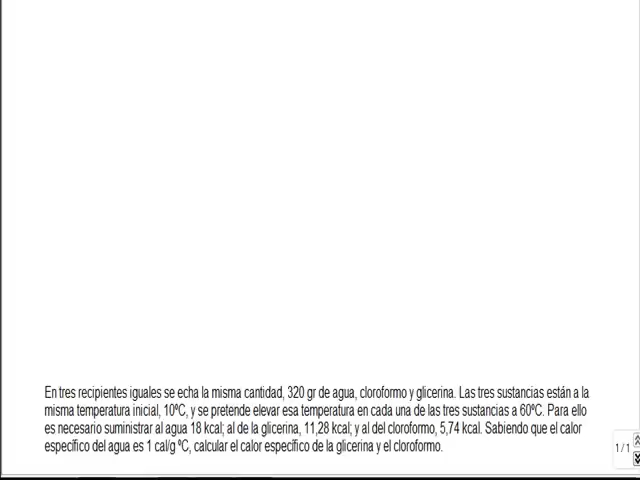 En tres recipientes iguales se echa la misma cantidad, 320 gr de agua, cloroformo y glicerina. Las tres sustancias están a la
misma temperatura inicial, 10ºC, y se pretende elevar esa temperatura en cada una de las tres sustancias a 60ºC. Para ello
es necesario suministrar al agua 18 kcal; al de la glicerina, 11,28 kcal; y al del cloroformo, 5,74 kcal. Sabiendo que el calor
específico del agua es 1 cal/g ºC, calcular el calor específico de la glicerina y el cloroformo.
1 / 1